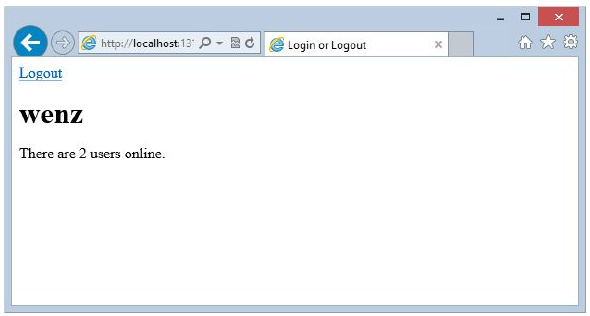 http://localhost:13
Login or Logout
Logout
wenz
There are 2 users online.